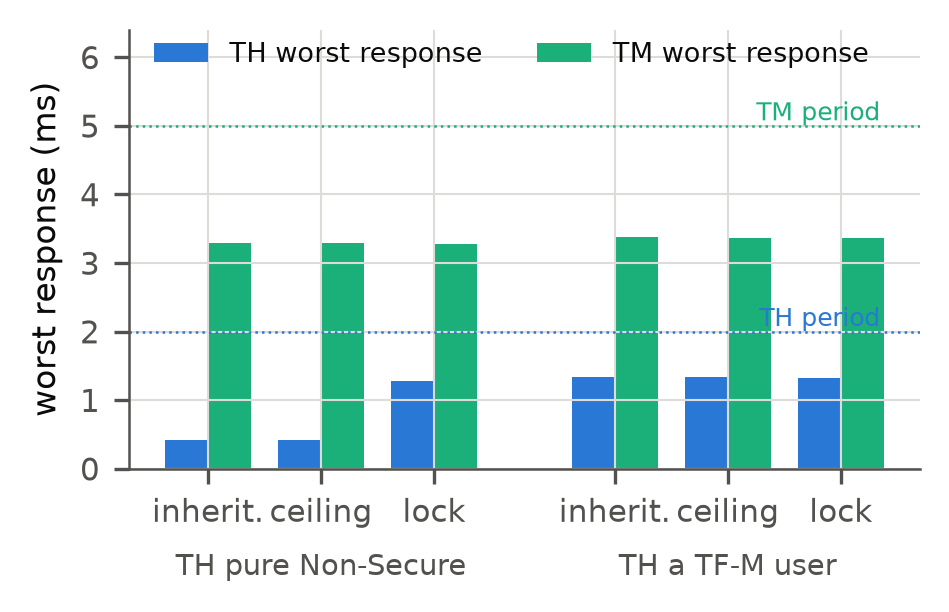 TH worst response TM worst response
worst response (ms)
6
5
4
3
2
1
0
TM period
TH period
inherit. ceiling lock inherit. ceiling lock
TH pure Non-Secure TH a TF-M user